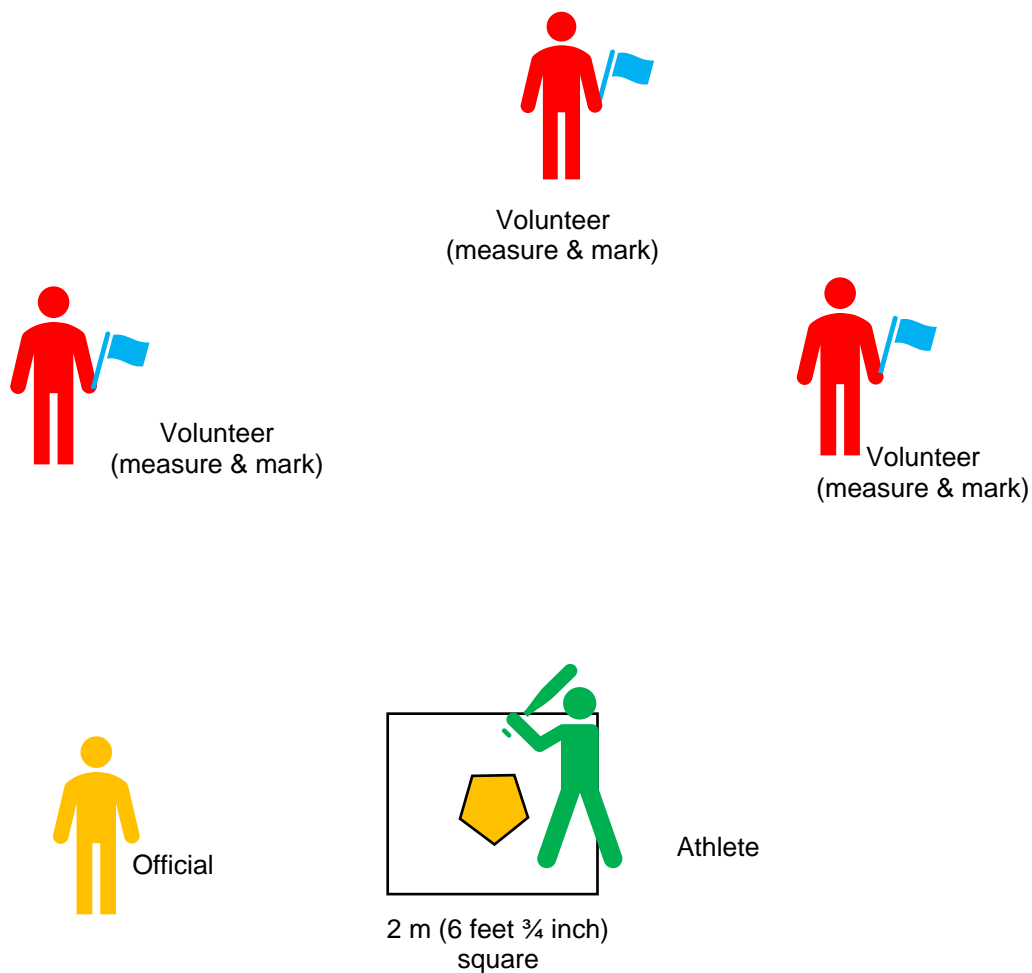 Volunteer
(measure & mark)
Volunteer
(measure & mark)
Volunteer
(measure & mark)
Official
Athlete
2 m (6 feet ¾ inch)
square